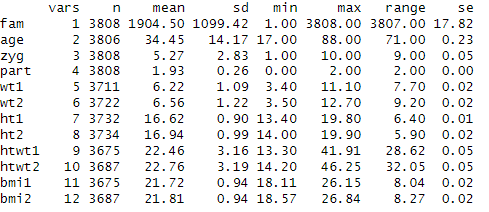 vars n mean sd min max range se
fam 1 3808 1904.50 1099.42 1.00 3808.00 3807.00 17.82
age 2 3806 34.45 14.17 17.00 88.00 71.00 0.23
zyg 3 3808 5.27 2.83 1.00 10.00 9.00 0.05
part 4 3808 1.93 0.26 0.00 2.00 2.00 0.00
wt1 5 3711 6.22 1.09 3.40 11.10 7.70 0.02
wt2 6 3722 6.56 1.22 3.50 12.70 9.20 0.02
ht1 7 3732 16.62 0.90 13.40 19.80 6.40 0.01
ht2 8 3734 16.94 0.99 14.00 19.90 5.90 0.02
htwt1 9 3675 22.46 3.16 13.30 41.91 28.62 0.05
htwt2 10 3687 22.76 3.19 14.20 46.25 32.05 0.05
bmi1 11 3675 21.72 0.94 18.11 26.15 8.04 0.02
bmi2 12 3687 21.81 0.94 18.57 26.84 8.27 0.02